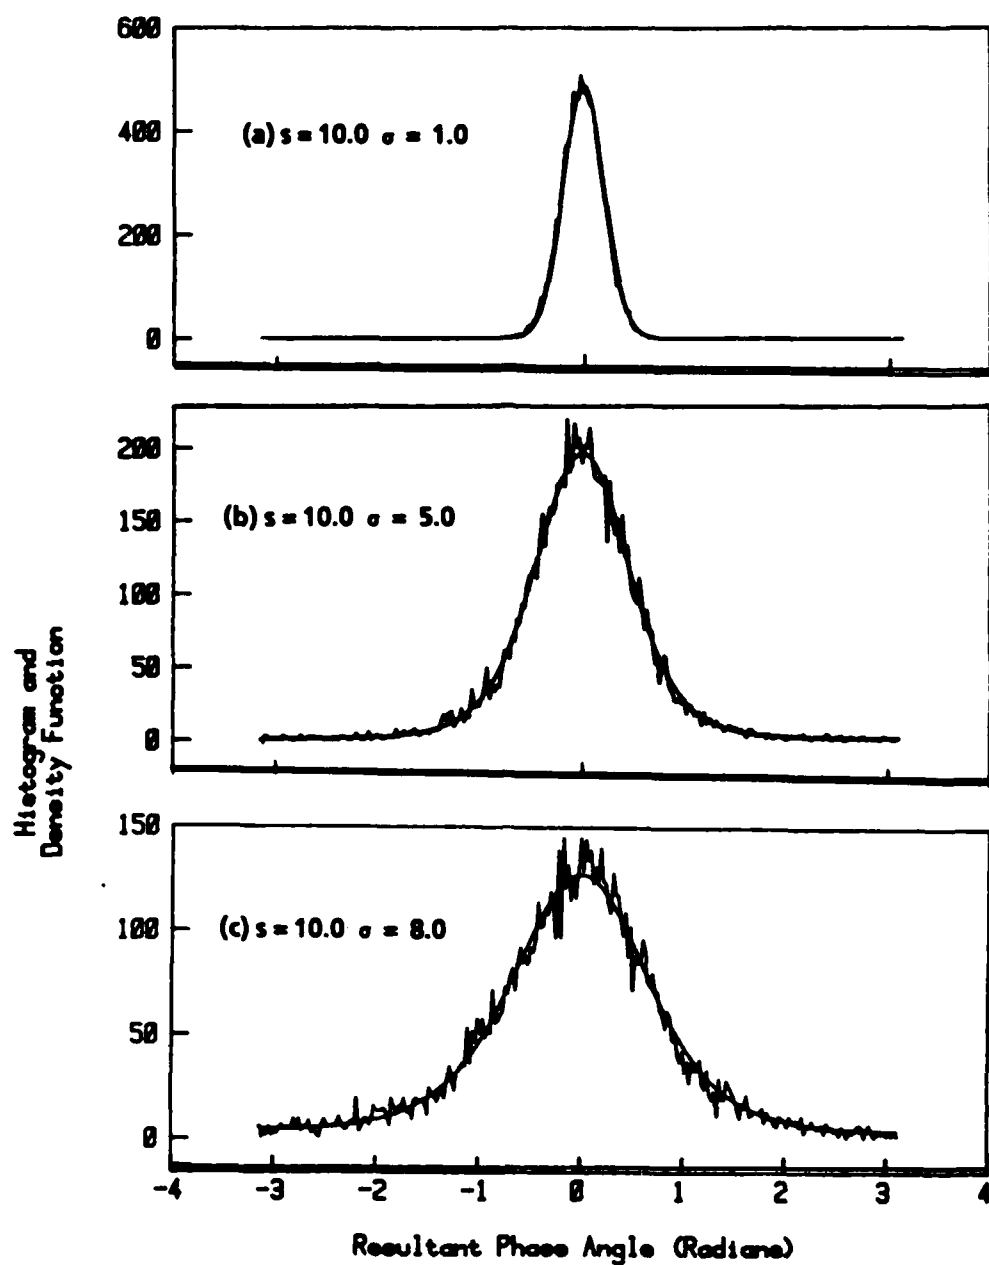 600
400
200
0
(a) s = 10.0 σ = 1.0
200
150
100
50
0
(b) s = 10.0 σ = 5.0
Histogram and
Density Function
150
100
50
0
(c) s = 10.0 σ = 8.0
-4 -3 -2 -1 0 1 2 3 4
Resultant Phase Angle (Radians)